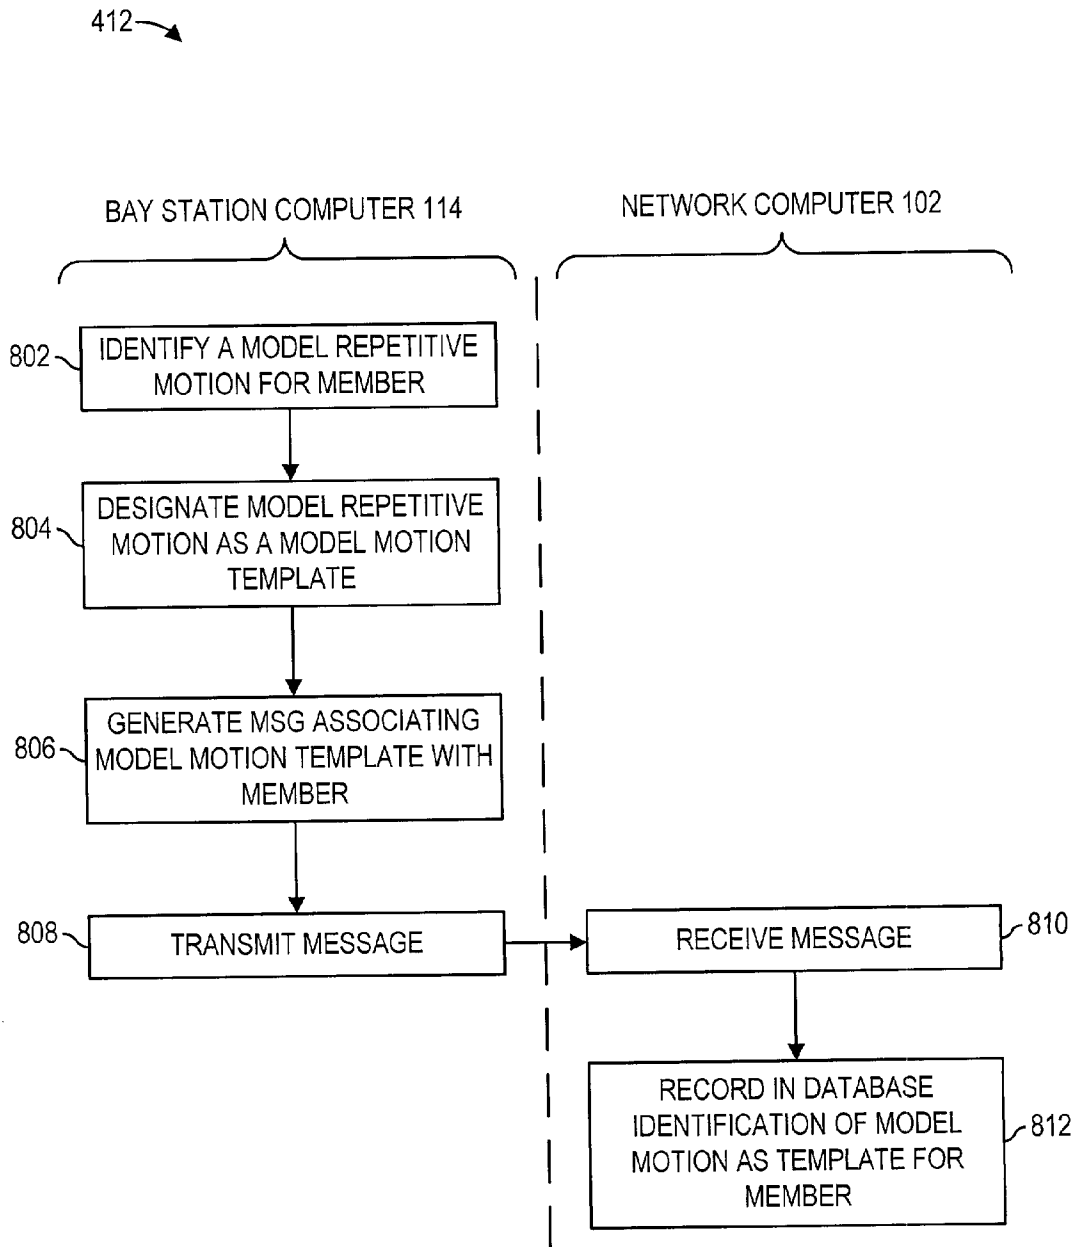 412
BAY STATION COMPUTER 114
NETWORK COMPUTER 102
802
IDENTIFY A MODEL REPETITIVE
MOTION FOR MEMBER
804
DESIGNATE MODEL REPETITIVE
MOTION AS A MODEL MOTION
TEMPLATE
806
GENERATE MSG ASSOCIATING
MODEL MOTION TEMPLATE WITH
MEMBER
808
TRANSMIT MESSAGE
RECEIVE MESSAGE
810
RECORD IN DATABASE
IDENTIFICATION OF MODEL
MOTION AS TEMPLATE FOR
MEMBER
812